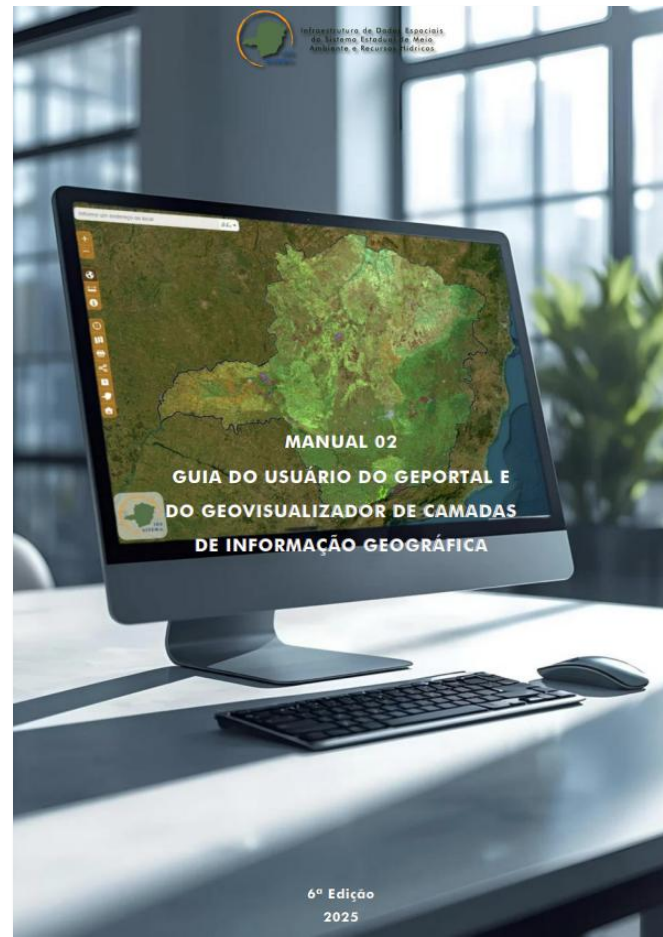 Infraestrutura de Dados Espaciais
do Sistema Estadual de Meio
Ambiente e Recursos Hídricos
MANUAL 02
GUIA DO USUÁRIO DO GEPORTAL E
DO GEOVISUALIZADOR DE CAMADAS
DE INFORMAÇÃO GEOGRÁFICA
6ª Edição
2025